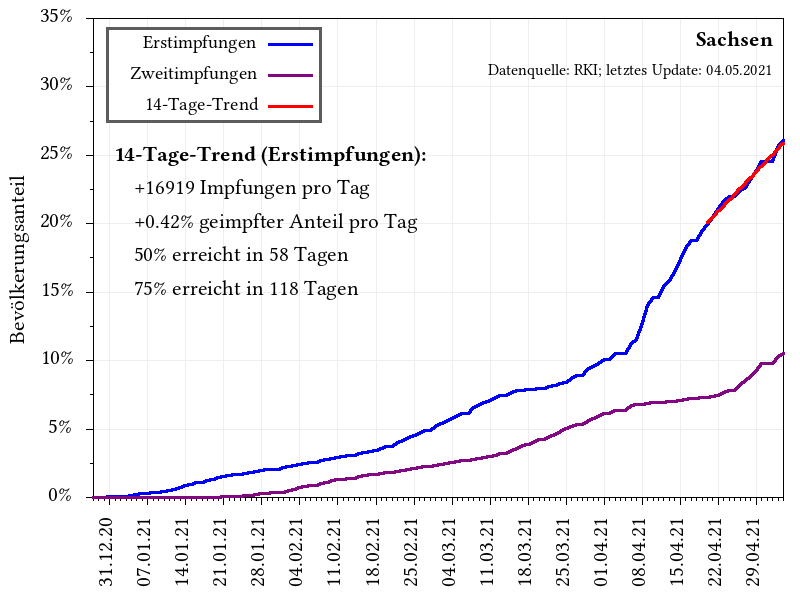 35%
30%
25%
20%
15%
10%
5%
0%
Bevölkerungsanteil
Erstimpfungen
Zweitimpfungen
14-Tage-Trend
Sachsen
Datenquelle: RKI; letztes Update: 04.05.2021
14-Tage-Trend (Erstimpfungen):
+16919 Impfungen pro Tag
+0.42% geimpfter Anteil pro Tag
50% erreicht in 58 Tagen
75% erreicht in 118 Tagen
31.12.20
07.01.21
14.01.21
21.01.21
28.01.21
04.02.21
11.02.21
18.02.21
25.02.21
04.03.21
11.03.21
18.03.21
25.03.21
01.04.21
08.04.21
15.04.21
22.04.21
29.04.21